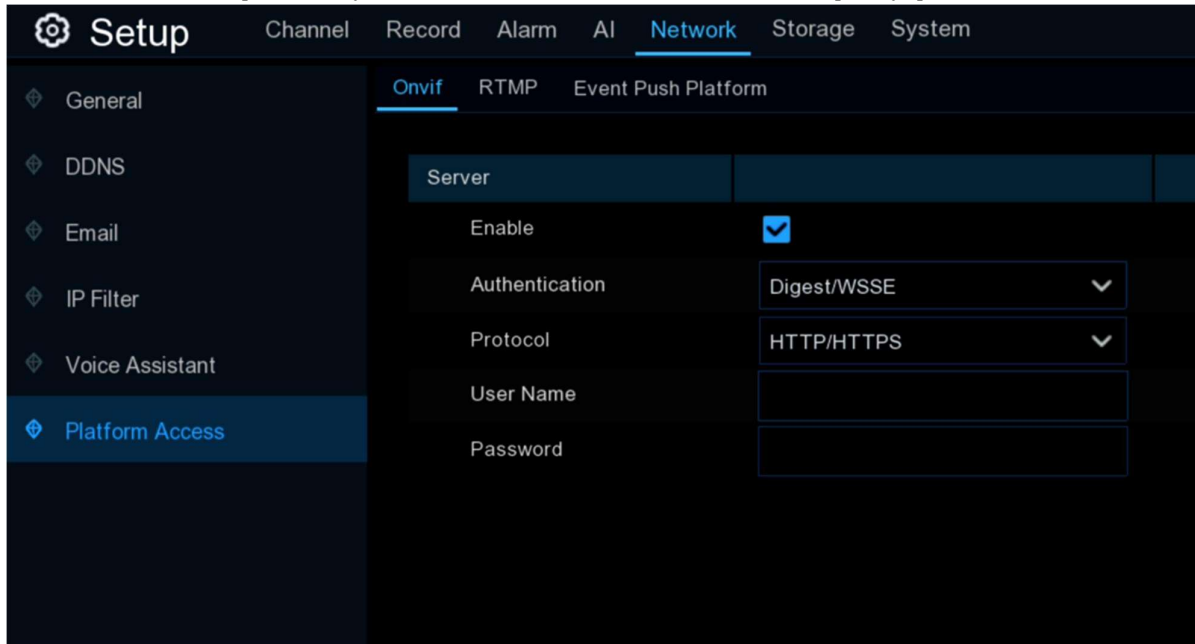 Setup Channel Record Alarm AI Network Storage System
General
DDNS
Email
IP Filter
Voice Assistant
Platform Access
Onvif RTMP Event Push Platform
Server
Enable
Authentication Digest/WSSE
Protocol HTTP/HTTPS
User Name
Password